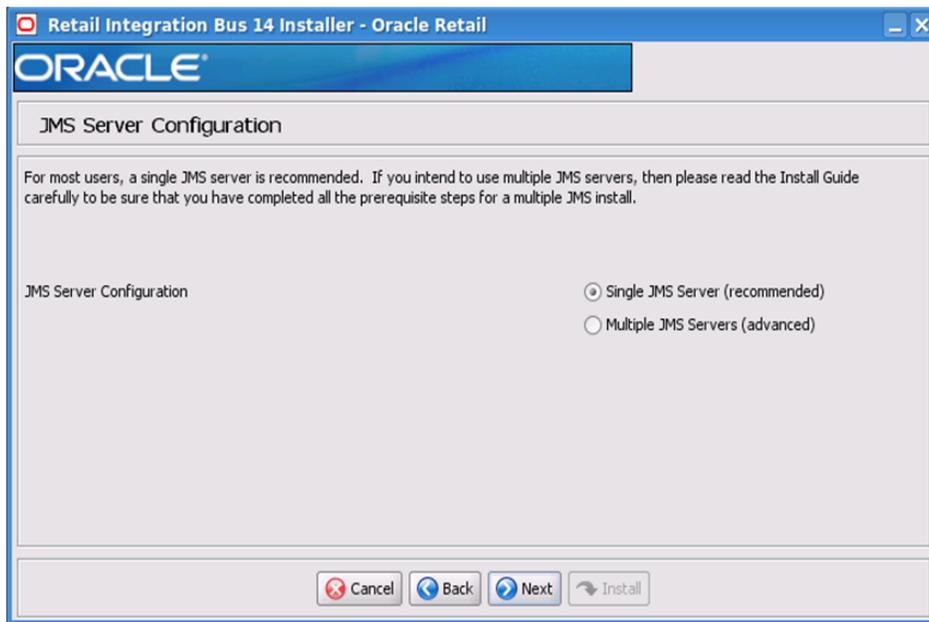 Retail Integration Bus 14 Installer - Oracle Retail
ORACLE
JMS Server Configuration
For most users, a single JMS server is recommended. If you intend to use multiple JMS servers, then please read the Install Guide
carefully to be sure that you have completed all the prerequisite steps for a multiple JMS install.
JMS Server Configuration
Single JMS Server (recommended)
Multiple JMS Servers (advanced)
Cancel Back Next Install